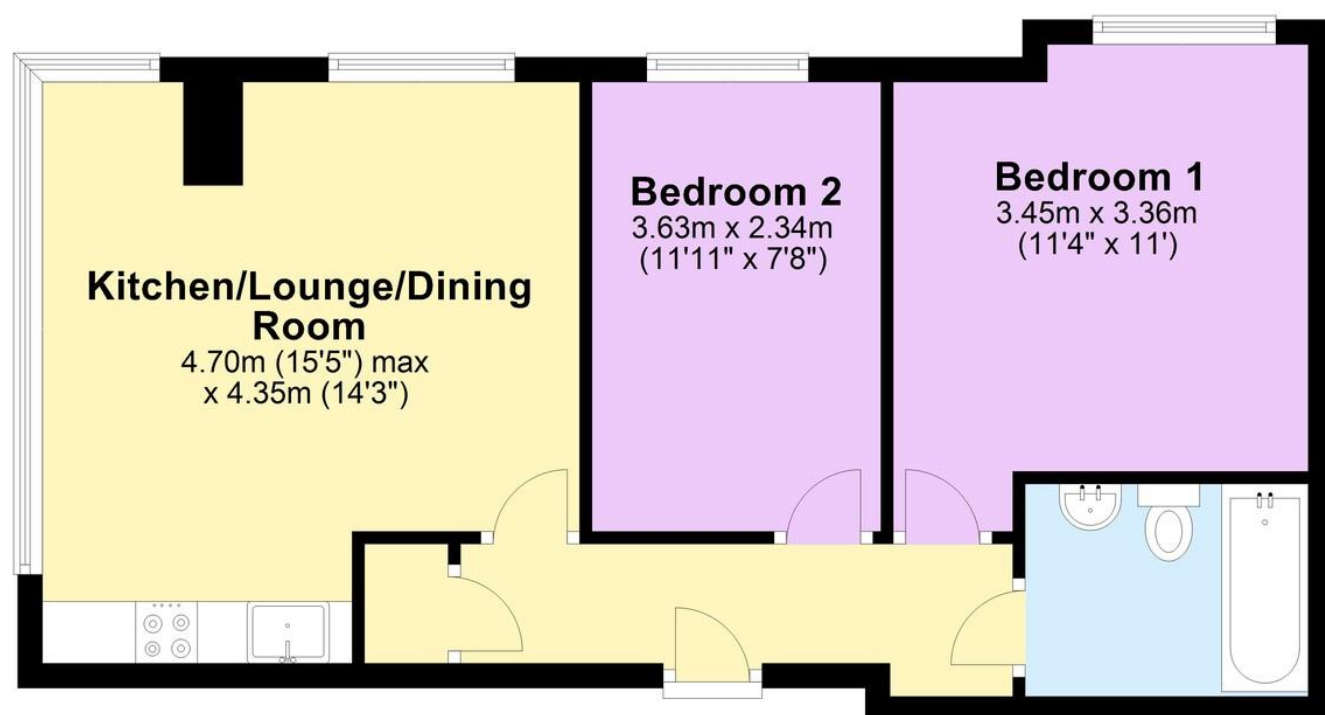 Kitchen/Lounge/Dining
Room
4.70m (15'5") max
x 4.35m (14'3")
Bedroom 2
3.63m x 2.34m
(11'11" x 7'8")
Bedroom 1
3.45m x 3.36m
(11'4" x 11')